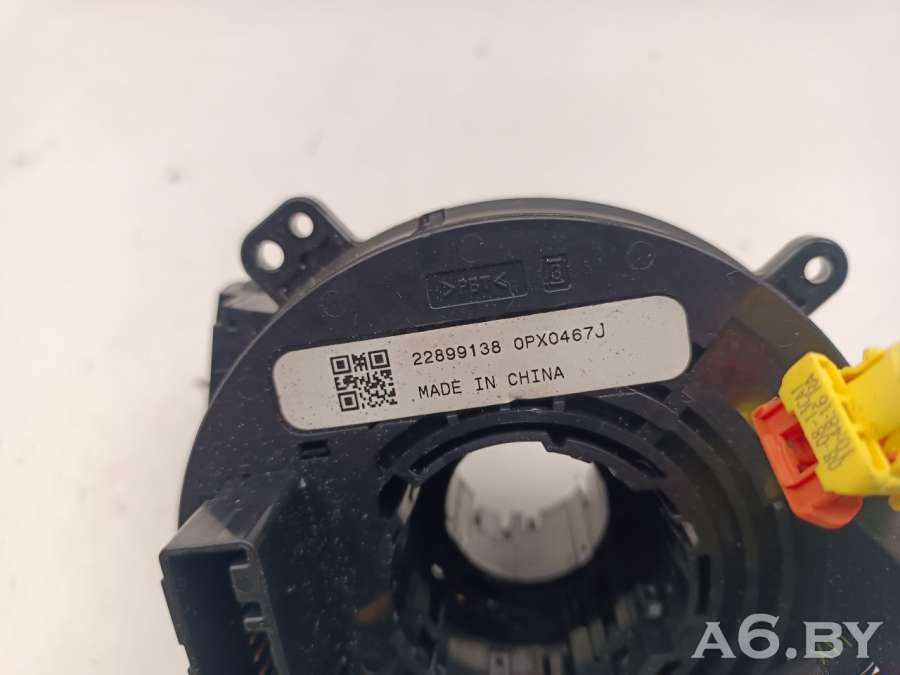 >PBT<
22899138 0PX0467J
MADE IN CHINA
A6.BY